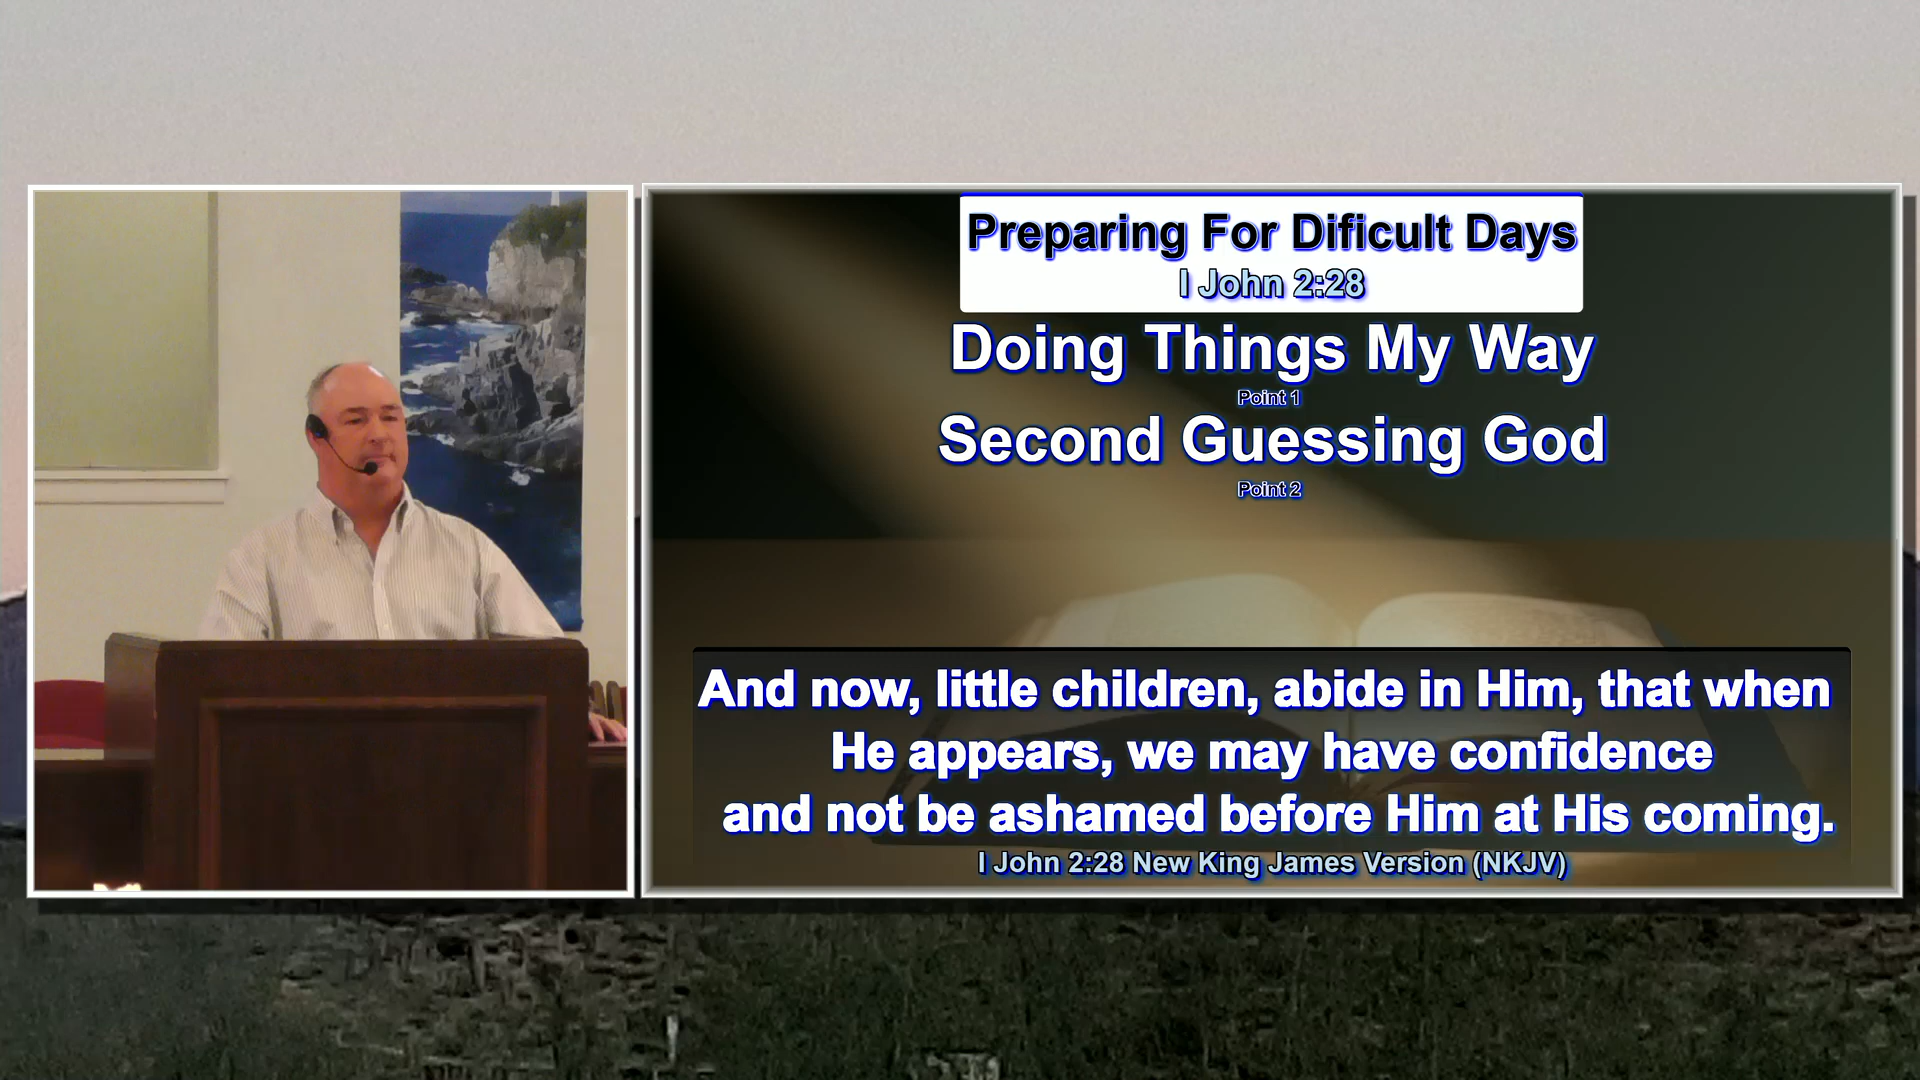 Preparing For Dificult Days
I John 2:28
Doing Things My Way
Point 1
Second Guessing God
Point 2
And now, little children, abide in Him, that when
He appears, we may have confidence
and not be ashamed before Him at His coming.
I John 2:28 New King James Version (NKJV)